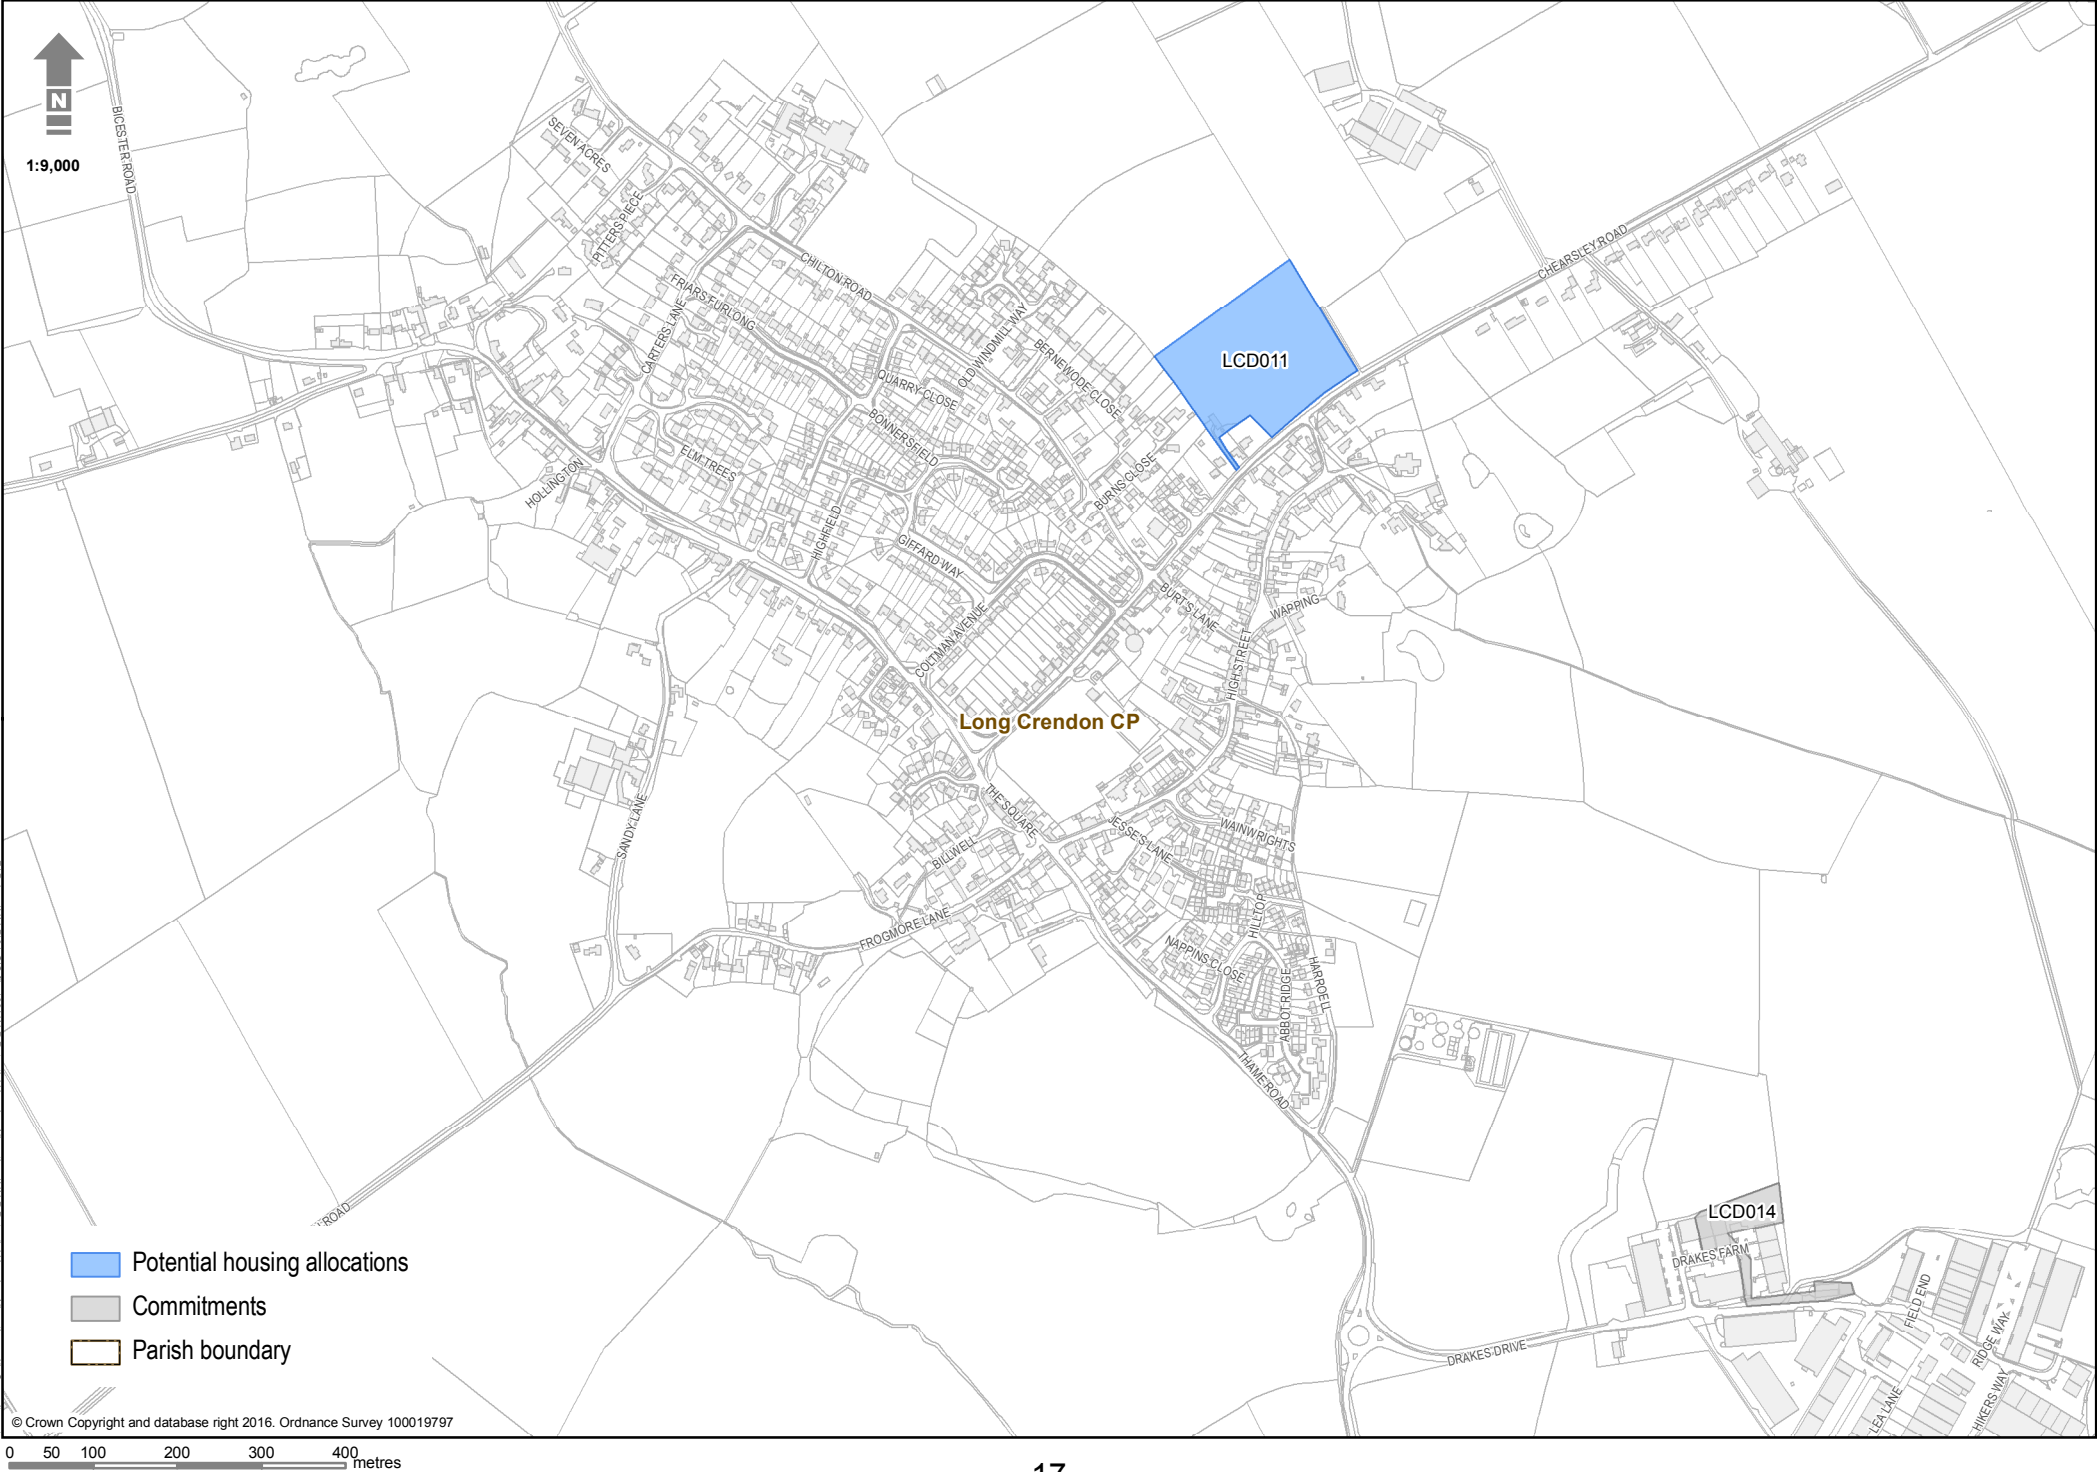 N
1:9,000
BICESTER ROAD
SEVEN ACRES
PITTERS PIECE
CHILTON ROAD
FRIARS FURLONG
CARTERS LANE
OLD WINDMILL WAY
BERNEWODE CLOSE
QUARRY CLOSE
BONNERSFIELD
ELM TREES
HOLLINGTON
HIGHFIELD
GIFFARD WAY
BURNS CLOSE
LCD011
CHEARSLEY ROAD
COLTMAN AVENUE
BURT'S LANE
WAPPING
HIGH STREET
Long Crendon CP
SANDY LANE
THE SQUARE
BILLWELL
JESSE'S LANE
WAINWRIGHTS
FROGMORE LANE
HILLTOP
NAPPINS CLOSE
ABBOT RIDGE
HARROELL
THAME ROAD
ROAD
LCD014
DRAKES FARM
DRAKES DRIVE
FIELD END
RIDGE WAY
LEA LANE
HIKERS WAY
Potential housing allocations
Commitments
Parish boundary
© Crown Copyright and database right 2016. Ordnance Survey 100019797
0 50 100 200 300 400 metres
17